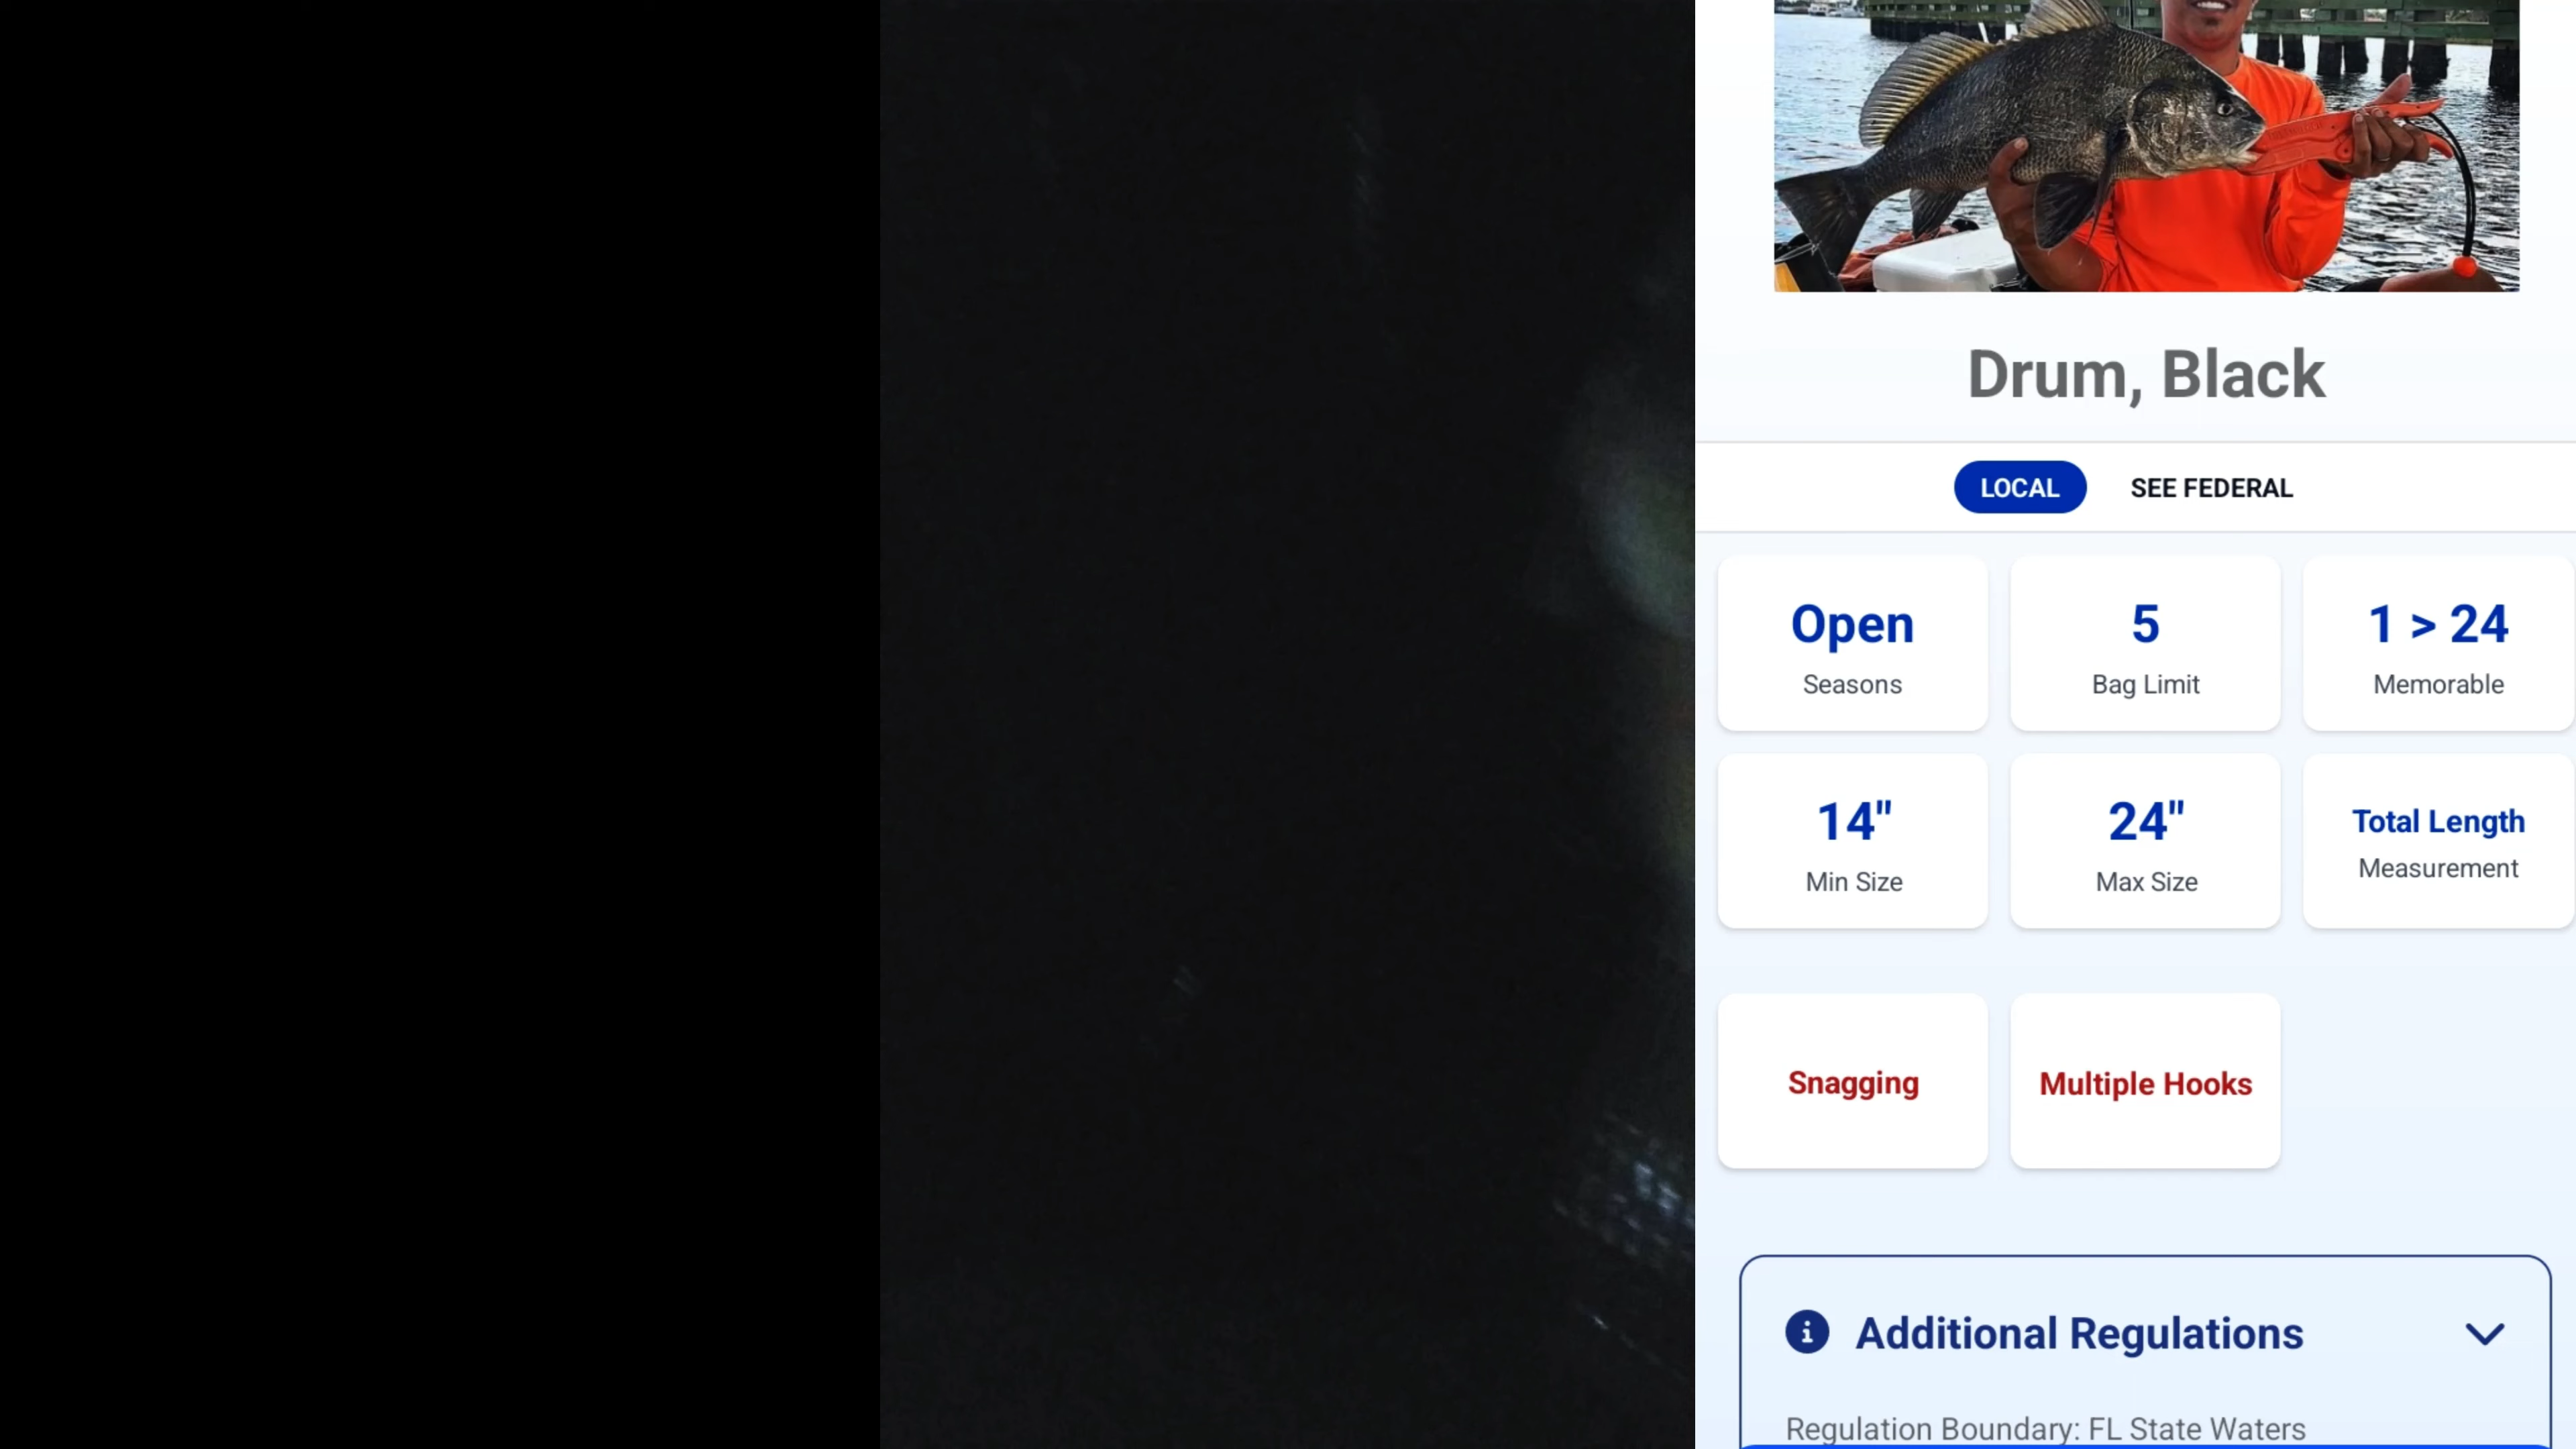 Drum, Black
LOCAL SEE FEDERAL
Open
Seasons
5
Bag Limit
1 > 24
Memorable
14"
Min Size
24"
Max Size
Total Length
Measurement
Snagging
Multiple Hooks
Additional Regulations
Regulation Boundary: FL State Waters